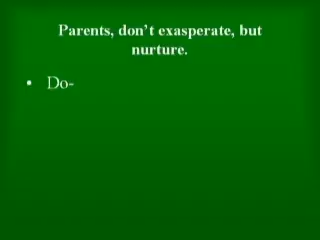 Parents, don't exasperate, but
nurture.
• Do-